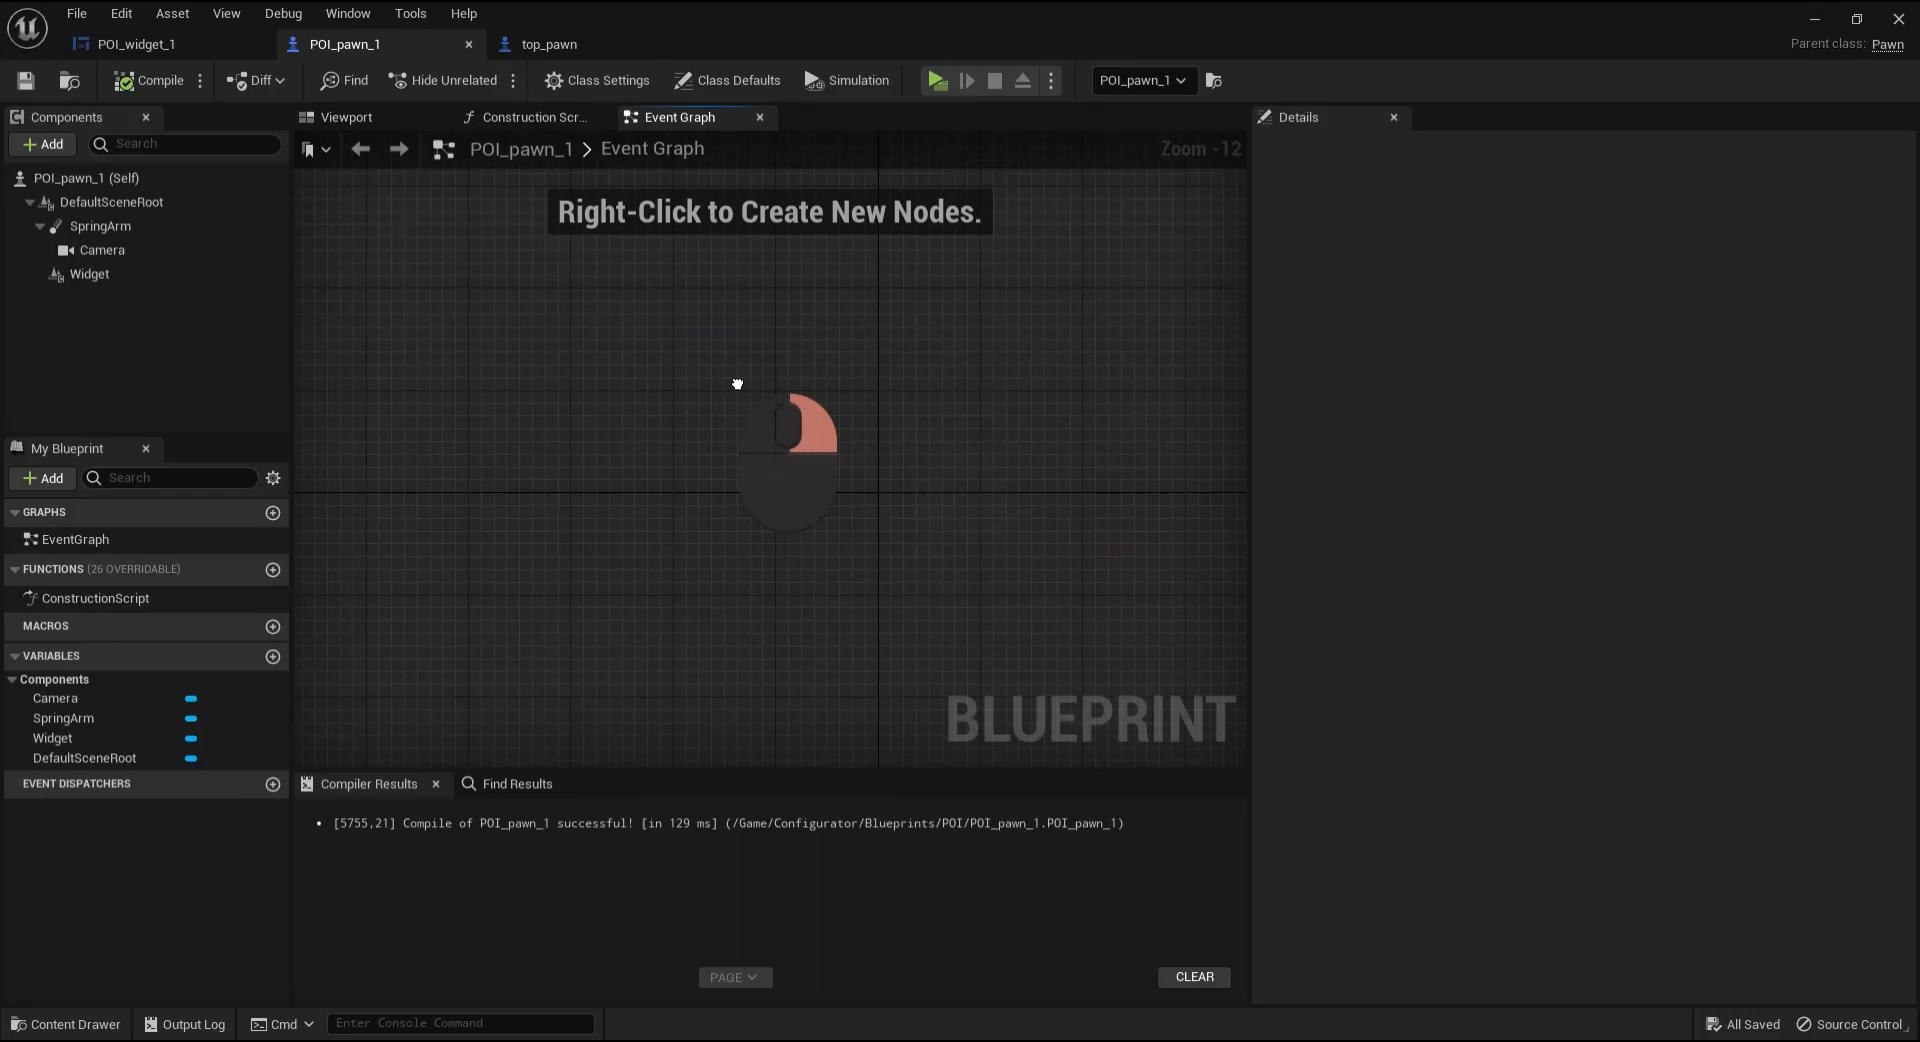 File Edit Asset View Debug Window Tools Help
POI_widget_1 POI_pawn_1 top_pawn Parent class: Pawn
Compile Diff Find Hide Unrelated Class Settings Class Defaults Simulation POI_pawn_1
Components Viewport Construction Scr... Event Graph Details
Add Search
POI_pawn_1 > Event Graph Zoom -12
POI_pawn_1 (Self)
DefaultSceneRoot
SpringArm
Camera
Widget
Right-Click to Create New Nodes.
My Blueprint
Add Search
GRAPHS
EventGraph
FUNCTIONS (26 OVERRIDABLE)
ConstructionScript
MACROS
VARIABLES
Components
Camera
SpringArm
Widget
DefaultSceneRoot
EVENT DISPATCHERS
BLUEPRINT
Compiler Results Find Results
[5755,21] Compile of POI_pawn_1 successful! [in 129 ms] (/Game/Configurator/Blueprints/POI/POI_pawn_1.POI_pawn_1)
PAGE CLEAR
Content Drawer Output Log Cmd Enter Console Command All Saved Source Control